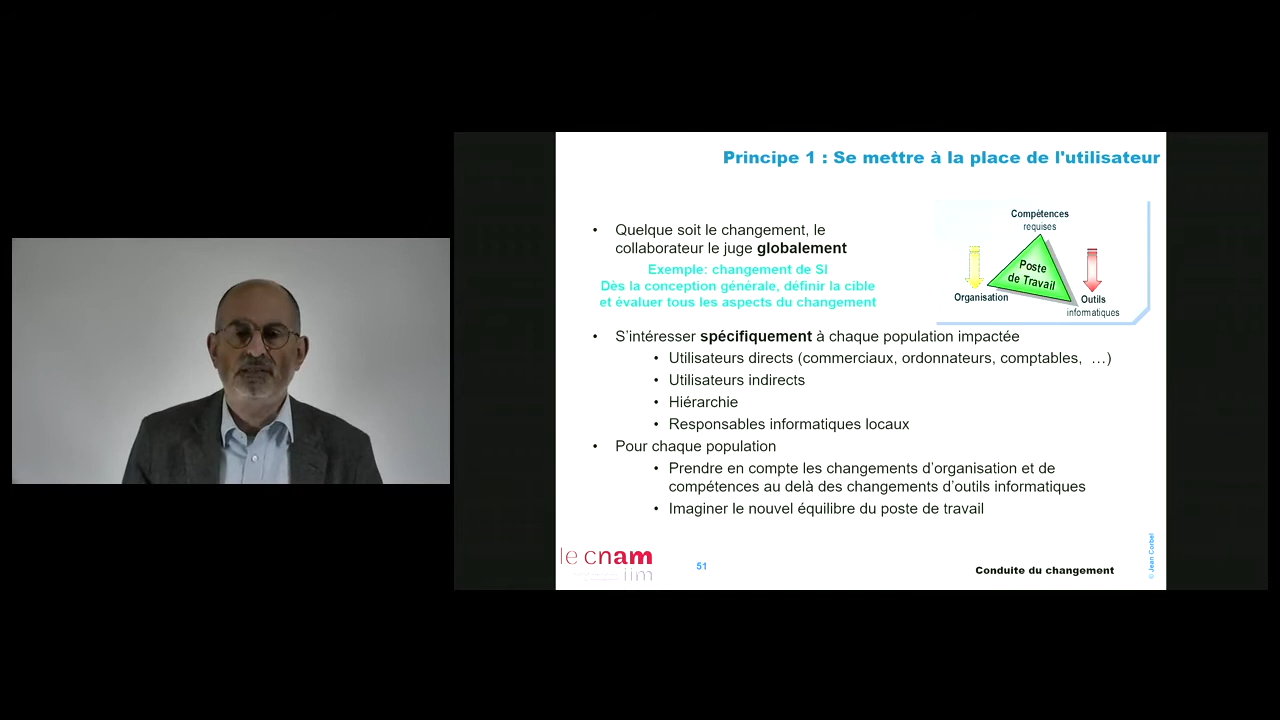 Principe 1 : Se mettre à la place de l'utilisateur
• Quelque soit le changement, le
collaborateur le juge globalement
Exemple: changement de SI
Dès la conception générale, définir la cible
et évaluer tous les aspects du changement
Compétences
requises
Poste
de Travail
Organisation
Outils
informatiques
• S'intéresser spécifiquement à chaque population impactée
• Utilisateurs directs (commerciaux, ordonnateurs, comptables, …)
• Utilisateurs indirects
• Hiérarchie
• Responsables informatiques locaux
• Pour chaque population
• Prendre en compte les changements d'organisation et de
compétences au delà des changements d'outils informatiques
• Imaginer le nouvel équilibre du poste de travail
le cnam
iim
51
Conduite du changement
© Jean Corbel